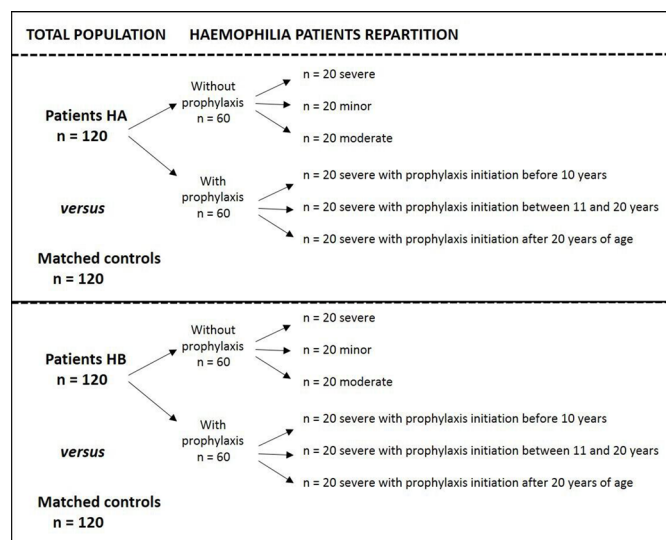 TOTAL POPULATION HAEMOPHILIA PATIENTS REPARTITION
Patients HA
n = 120
Without
prophylaxis
n = 60
n = 20 severe
n = 20 minor
n = 20 moderate
With
prophylaxis
n = 60
n = 20 severe with prophylaxis initiation before 10 years
n = 20 severe with prophylaxis initiation between 11 and 20 years
n = 20 severe with prophylaxis initiation after 20 years of age
versus
Matched controls
n = 120
Patients HB
n = 120
Without
prophylaxis
n = 60
n = 20 severe
n = 20 minor
n = 20 moderate
With
prophylaxis
n = 60
n = 20 severe with prophylaxis initiation before 10 years
n = 20 severe with prophylaxis initiation between 11 and 20 years
n = 20 severe with prophylaxis initiation after 20 years of age
versus
Matched controls
n = 120